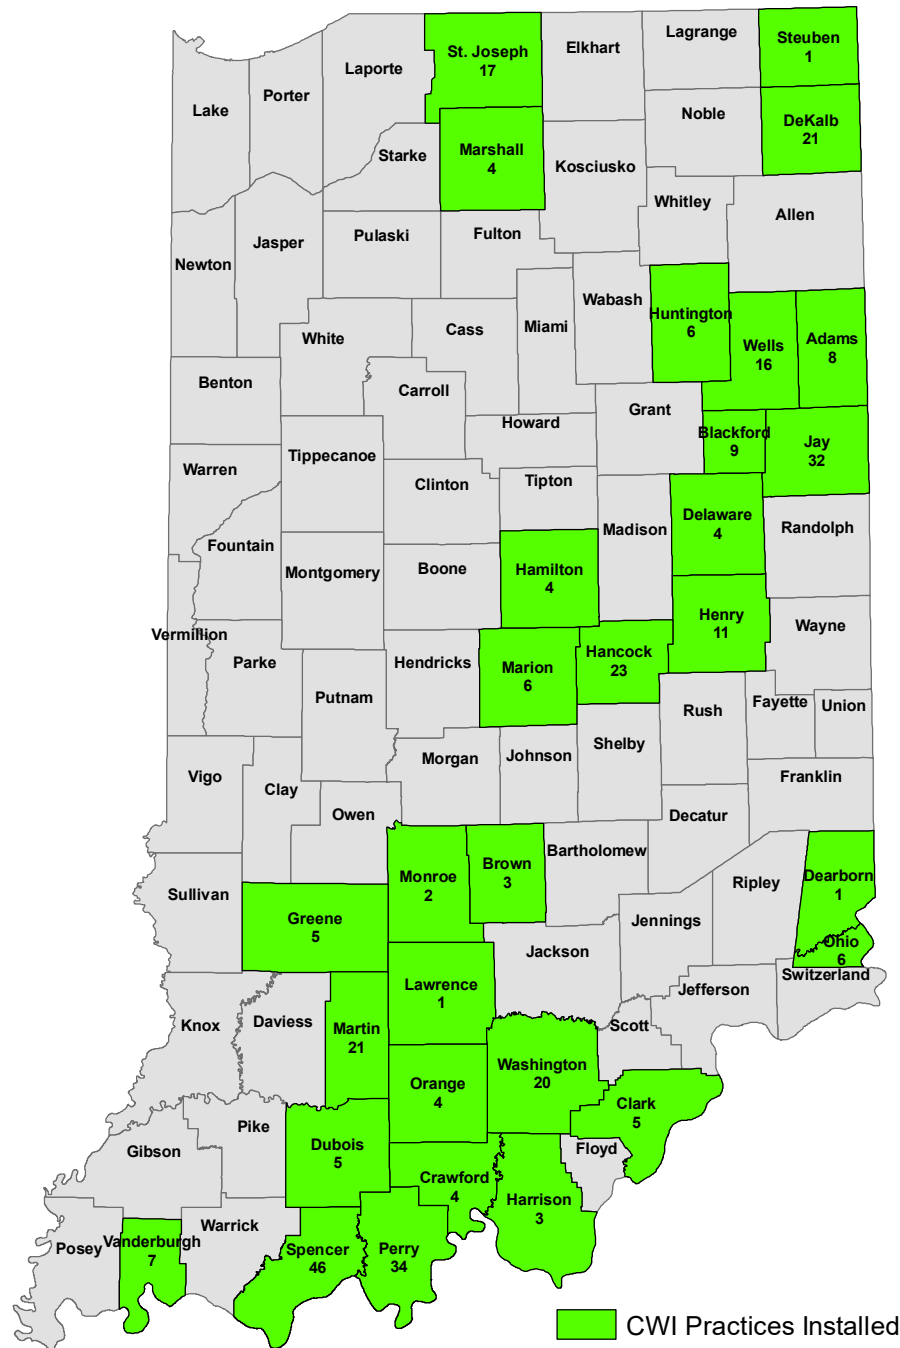 Steuben
1
Lagrange
Elkhart
St. Joseph
17
Laporte
Porter
Lake
Noble
DeKalb
21
Starke
Marshall
4
Kosciusko
Whitley
Allen
Newton
Jasper
Pulaski
Fulton
Wabash
Huntington
6
Miami
Cass
White
Wells
16
Adams
8
Benton
Carroll
Grant
Howard
Blackford
9
Jay
32
Warren
Tippecanoe
Clinton
Tipton
Madison
Delaware
4
Randolph
Fountain
Montgomery
Boone
Hamilton
4
Henry
11
Wayne
Vermillion
Parke
Hendricks
Marion
6
Hancock
23
Putnam
Rush
Fayette
Union
Morgan
Johnson
Shelby
Vigo
Clay
Franklin
Owen
Decatur
Bartholomew
Brown
3
Monroe
2
Ripley
Dearborn
1
Sullivan
Greene
5
Jennings
Jackson
Ohio
6
Switzerland
Lawrence
1
Jefferson
Knox
Daviess
Martin
21
Scott
Washington
20
Orange
4
Clark
5
Pike
Dubois
5
Gibson
Floyd
Crawford
4
Harrison
3
Warrick
Posey
Vanderburgh
7
Spencer
46
Perry
34
CWI Practices Installed